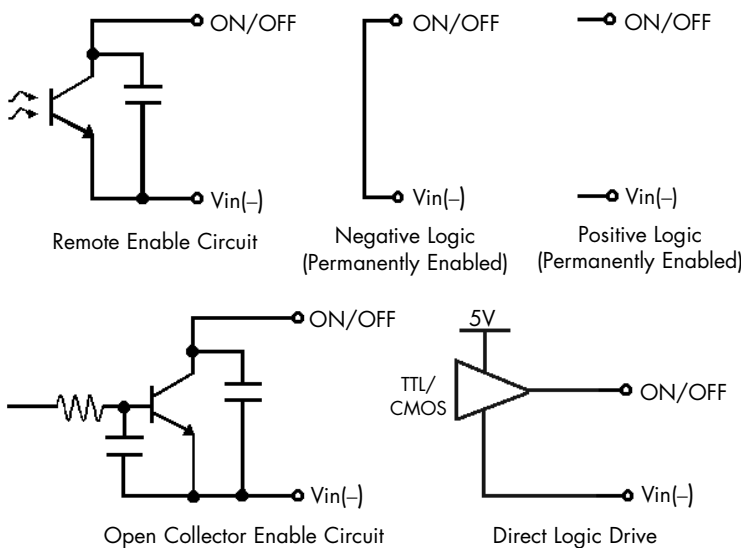 ON/OFF
Vin(–)
Remote Enable Circuit
ON/OFF
Vin(–)
Negative Logic
(Permanently Enabled)
ON/OFF
Vin(–)
Positive Logic
(Permanently Enabled)
ON/OFF
Vin(–)
Open Collector Enable Circuit
5V
TTL/
CMOS
ON/OFF
Vin(–)
Direct Logic Drive